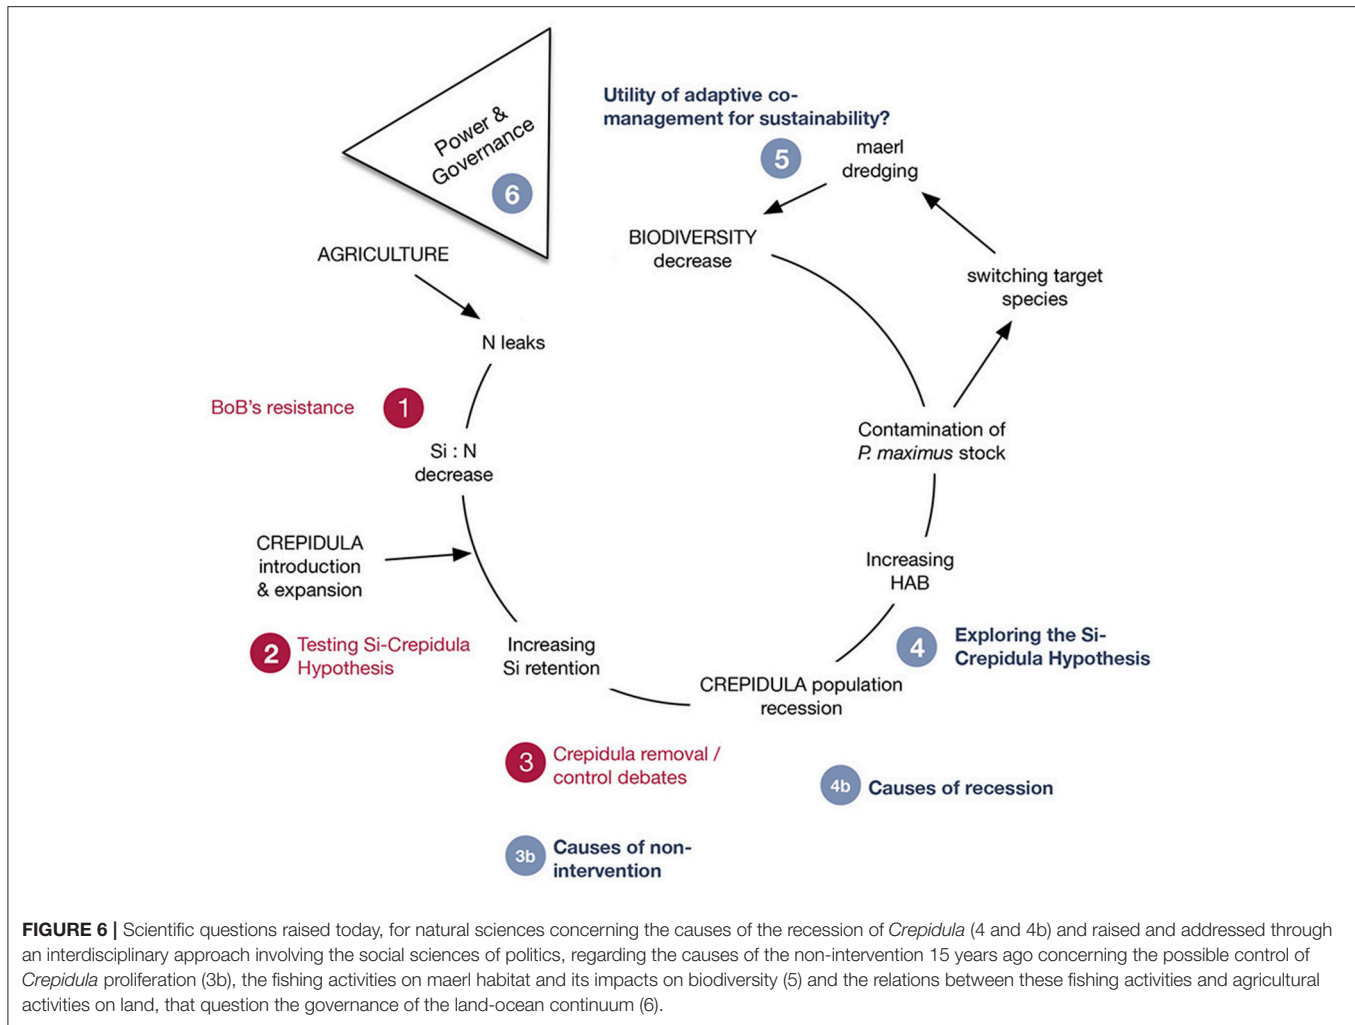 Power &
Governance
6
Utility of adaptive co-
management for sustainability?
5
maerl
dredging
BIODIVERSITY
decrease
switching target
species
AGRICULTURE
N leaks
BoB's resistance
1
Si : N
decrease
Contamination of
P. maximus stock
CREPIDULA
introduction
& expansion
Increasing
HAB
2
Testing Si-Crepidula
Hypothesis
Increasing
Si retention
4
Exploring the Si-
Crepidula Hypothesis
CREPIDULA population
recession
3
Crepidula removal /
control debates
4b
Causes of recession
3b
Causes of non-
intervention
FIGURE 6 | Scientific questions raised today, for natural sciences concerning the causes of the recession of Crepidula (4 and 4b) and raised and addressed through
an interdisciplinary approach involving the social sciences of politics, regarding the causes of the non-intervention 15 years ago concerning the possible control of
Crepidula proliferation (3b), the fishing activities on maerl habitat and its impacts on biodiversity (5) and the relations between these fishing activities and agricultural
activities on land, that question the governance of the land-ocean continuum (6).